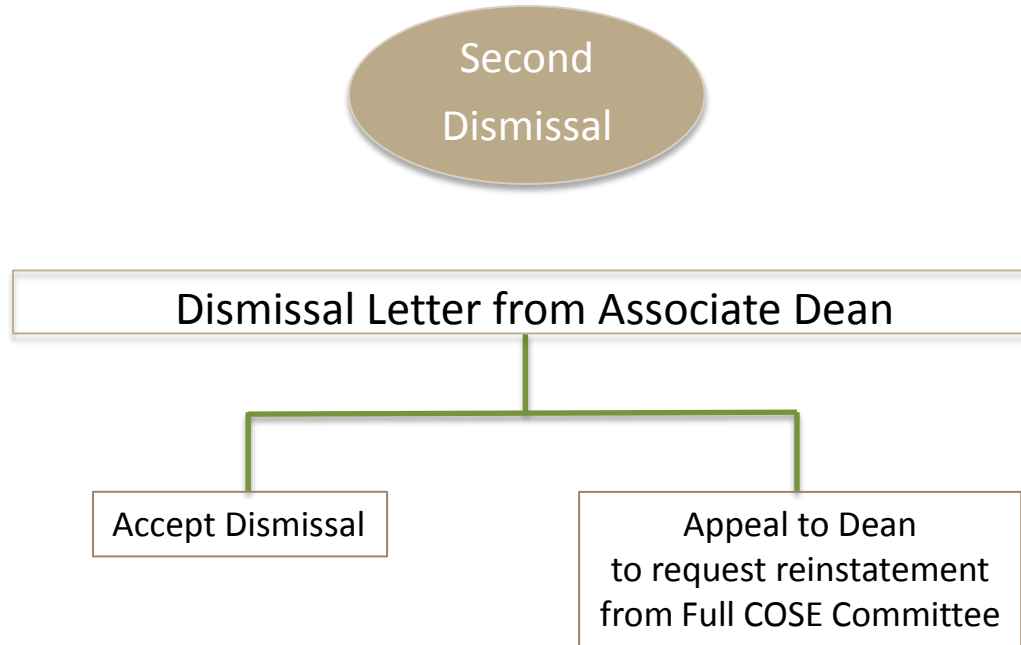 Second
Dismissal
Dismissal Letter from Associate Dean
Accept Dismissal
Appeal to Dean
to request reinstatement
from Full COSE Committee